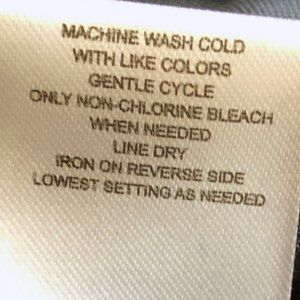 MACHINE WASH COLD
WITH LIKE COLORS
GENTLE CYCLE
ONLY NON-CHLORINE BLEACH
WHEN NEEDED
LINE DRY
IRON ON REVERSE SIDE
LOWEST SETTING AS NEEDED